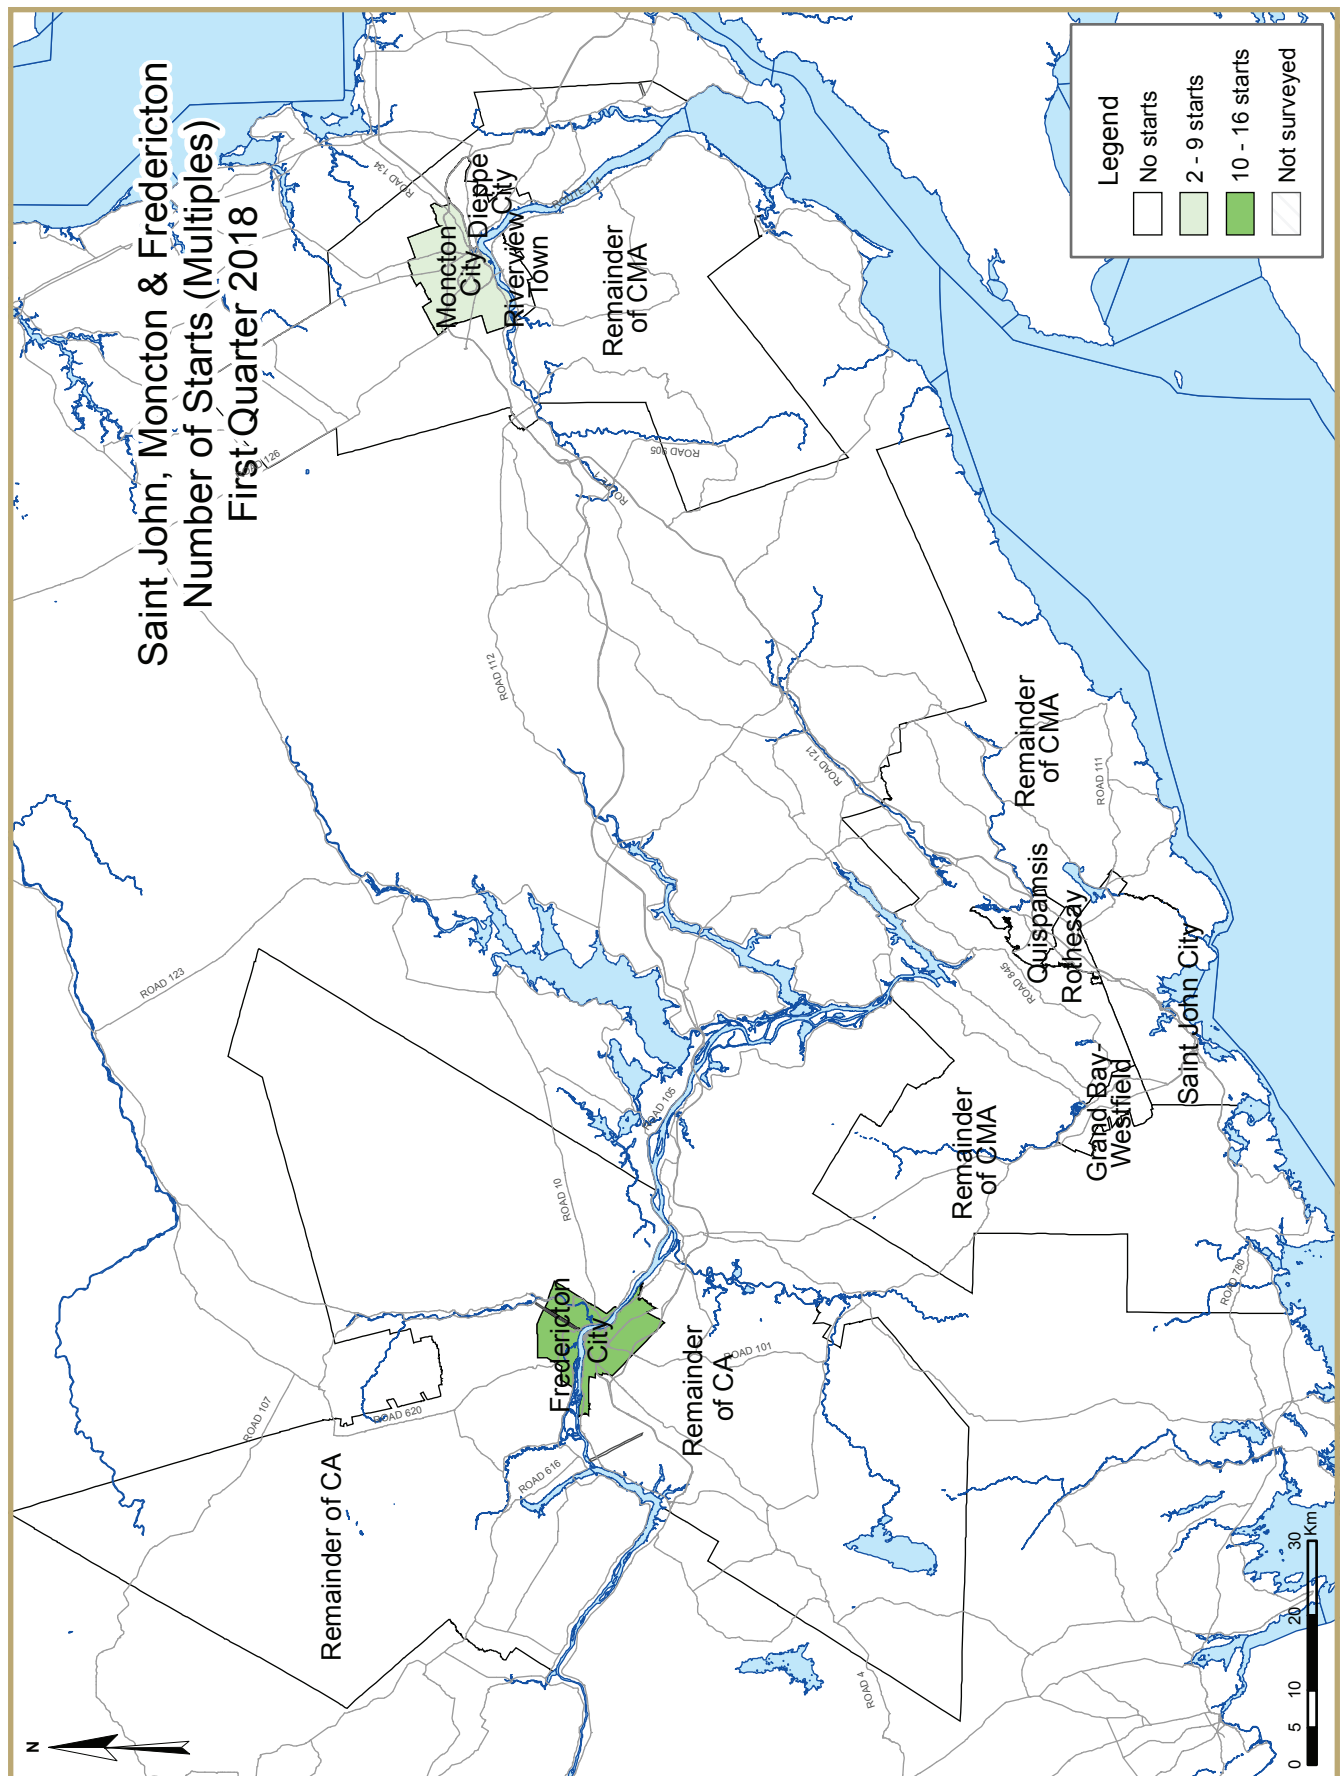 Saint John, Moncton & Fredericton
Number of Starts (Multiples)
First Quarter 2018
N
Remainder of CA
ROAD 107
ROAD 620
ROAD 616
ROAD 123
Fredericton
City
Remainder
of CA
ROAD 101
ROAD 4
ROAD 10
ROAD 105
ROAD 112
ROAD 126
ROAD 134
Moncton
City
Dieppe
City
Riverview
Town
ROUTE 114
Remainder
of CMA
ROAD 905
ROUTE 1
ROAD 121
Remainder
of CMA
ROAD 111
Quispamsis
Rothesay
ROAD 845
Saint John City
Grand Bay-
Westfield
Remainder
of CMA
ROAD 780
0 5 10 20 30
Km
Legend
No starts
2 - 9 starts
10 - 16 starts
Not surveyed